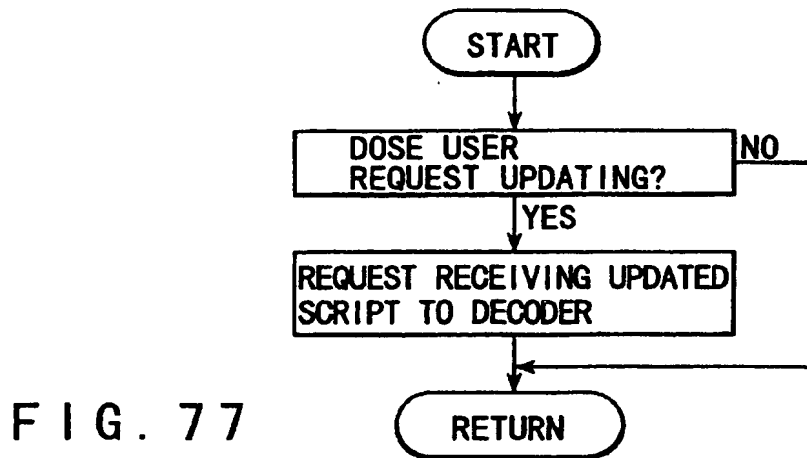 START
DOSE USER
REQUEST UPDATING?
NO
YES
REQUEST RECEIVING UPDATED
SCRIPT TO DECODER
RETURN
FIG. 77